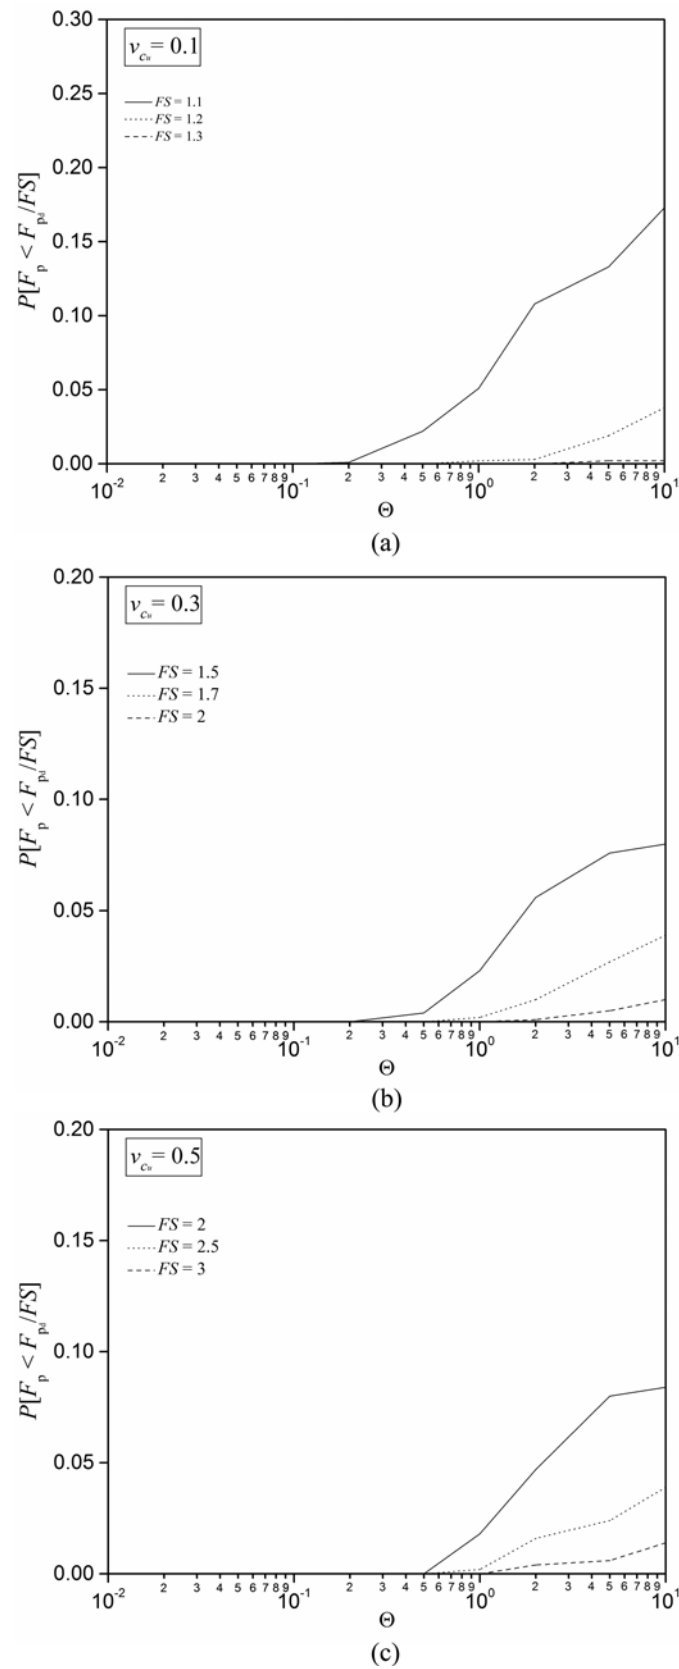 0.30
v_cu = 0.1
0.25
FS = 1.1
FS = 1.2
FS = 1.3
0.20
0.15
0.10
0.05
0.00
P[F_p < F_pd/FS]
2 3 4 5 6 7 8 9 2 3 4 5 6 7 8 9 2 3 4 5 6 7 8 9
10^-2 10^-1 10^0 10^1
Θ
(a)
0.20
v_cu = 0.3
FS = 1.5
FS = 1.7
FS = 2
0.15
0.10
0.05
0.00
P[F_p < F_pd/FS]
2 3 4 5 6 7 8 9 2 3 4 5 6 7 8 9 2 3 4 5 6 7 8 9
10^-2 10^-1 10^0 10^1
Θ
(b)
0.20
v_cu = 0.5
FS = 2
FS = 2.5
FS = 3
0.15
0.10
0.05
0.00
P[F_p < F_pd/FS]
2 3 4 5 6 7 8 9 2 3 4 5 6 7 8 9 2 3 4 5 6 7 8 9
10^-2 10^-1 10^0 10^1
Θ
(c)